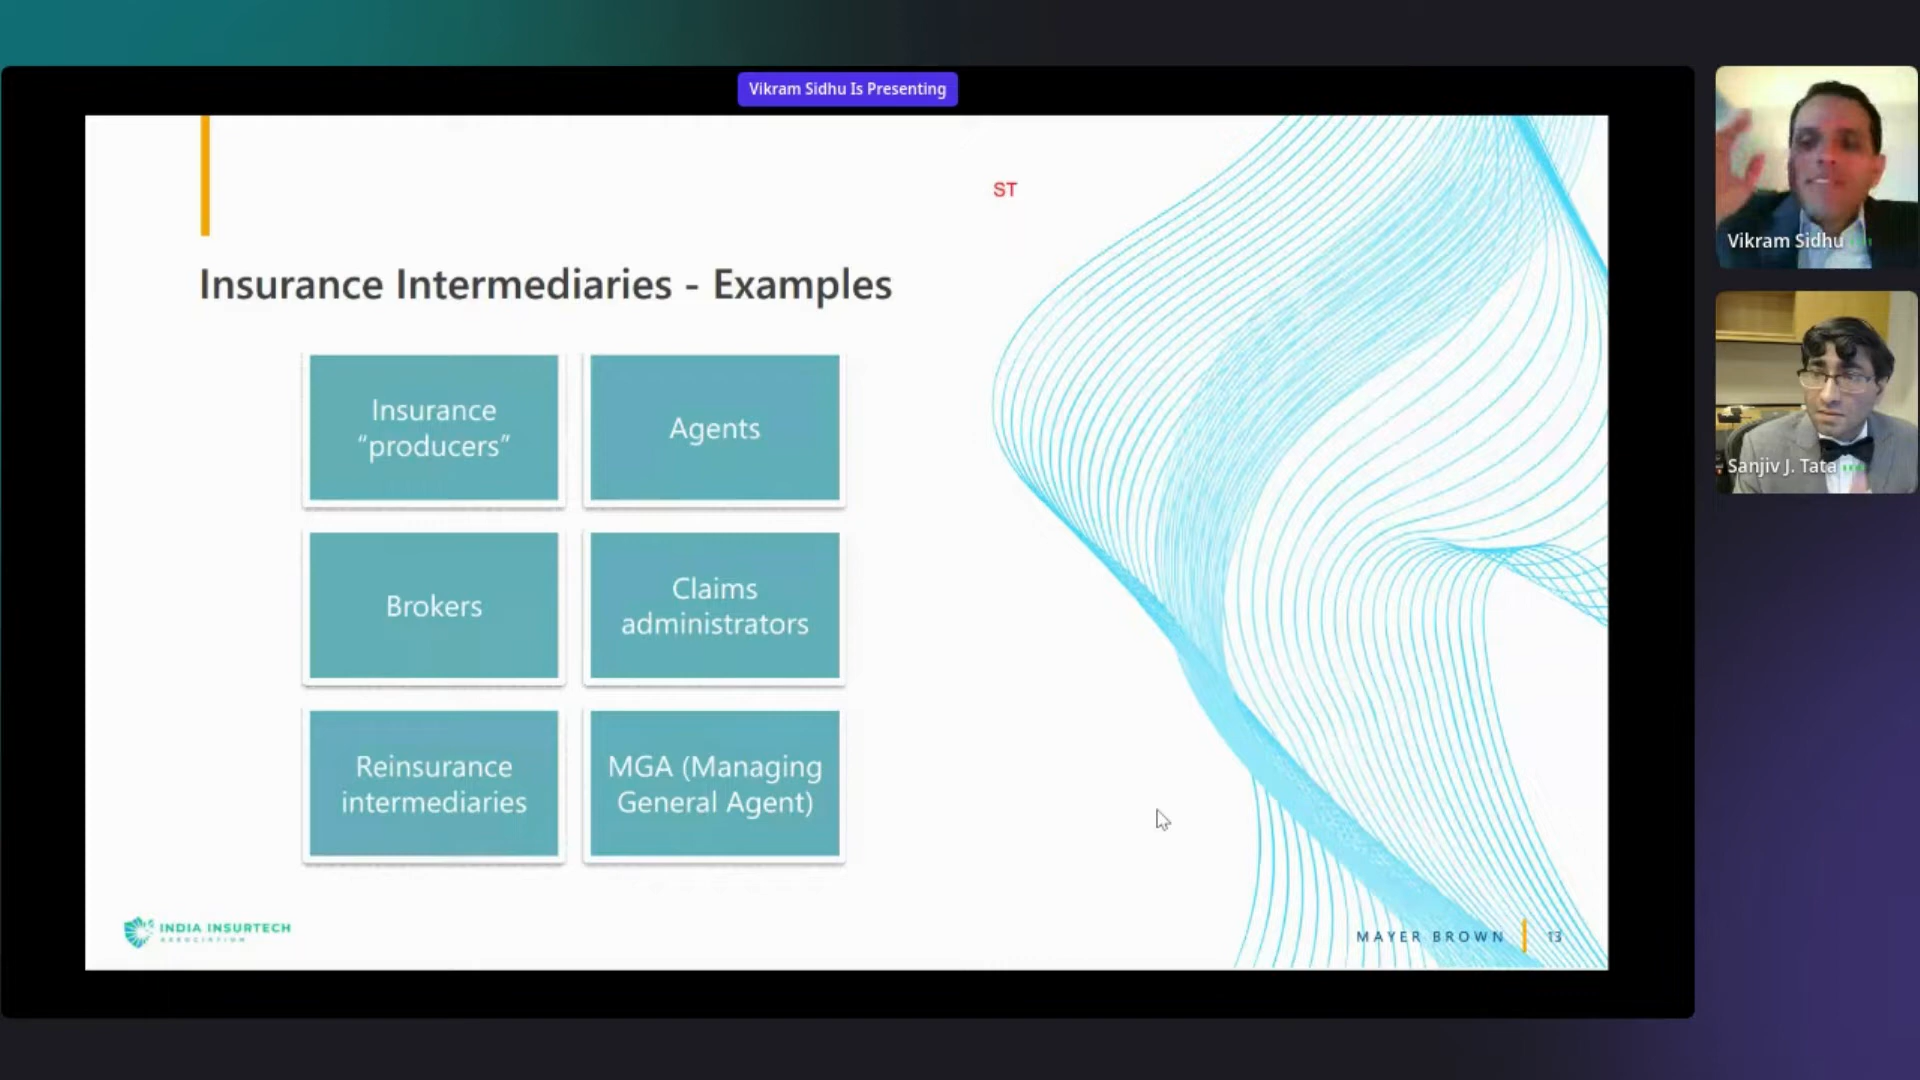 Vikram Sidhu Is Presenting
ST
Insurance Intermediaries - Examples
Insurance
“producers”
Agents
Brokers
Claims
administrators
Reinsurance
intermediaries
MGA (Managing
General Agent)
INDIA INSURTECH
ASSOCIATION
MAYER BROWN
13
Vikram Sidhu
Sanjiv J. Tata